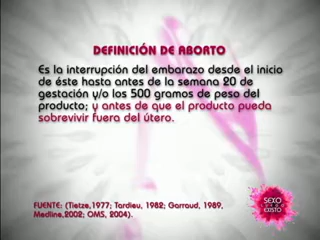 DEFINICIÓN DE ABORTO
Es la interrupción del embarazo desde el inicio
de éste hasta antes de la semana 20 de
gestación y/o los 500 gramos de peso del
producto; y antes de que el producto pueda
sobrevivir fuera del útero.
FUENTE: (Tietze,1977; Tardieu, 1982; Garraud, 1989,
Medline,2002; OMS, 2004).
SEXO
EXISTO